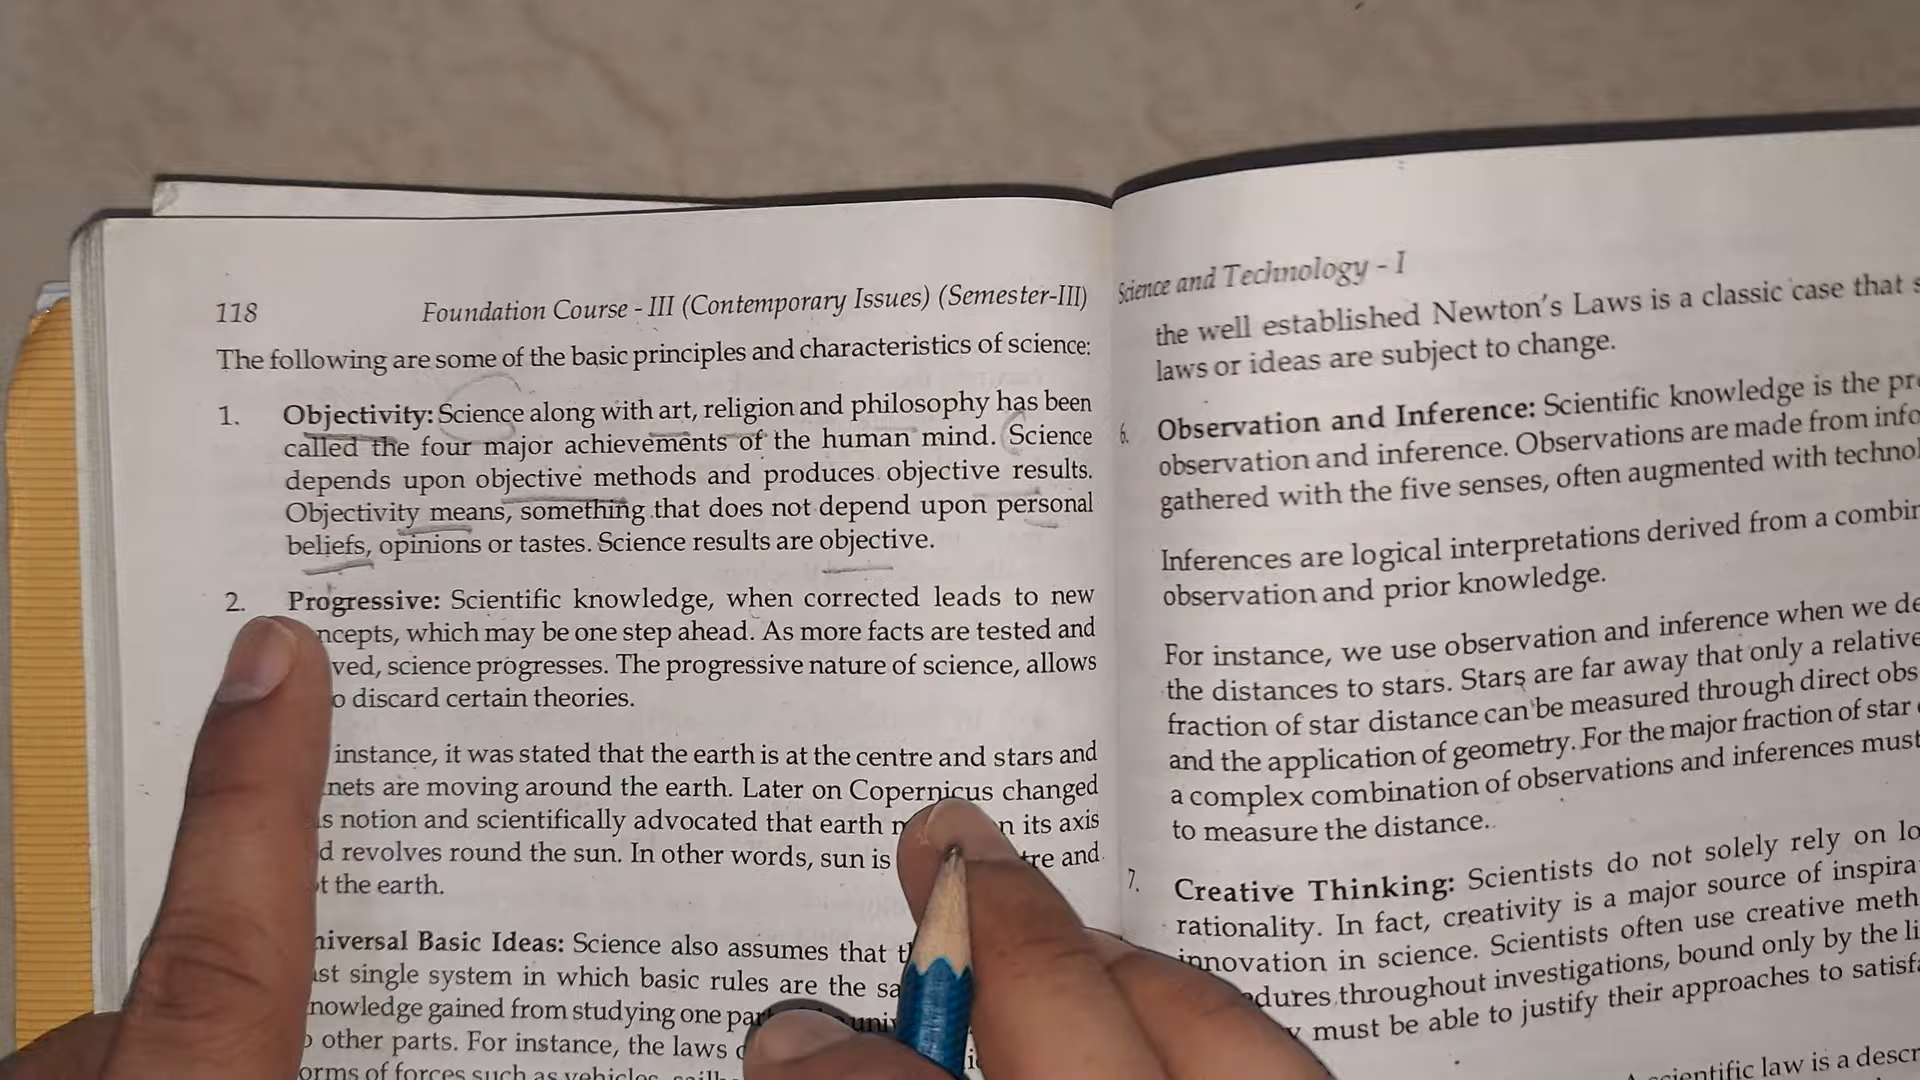 118 Foundation Course - III (Contemporary Issues) (Semester-III)
The following are some of the basic principles and characteristics of science:
1. Objectivity: Science along with art, religion and philosophy has been
called the four major achievements of the human mind. Science
depends upon objective methods and produces objective results.
Objectivity means, something that does not depend upon personal
beliefs, opinions or tastes. Science results are objective.
2. Progressive: Scientific knowledge, when corrected leads to new
which may be one step ahead. As more facts are tested and
science progresses. The progressive nature of science, allows
discard certain theories.
instance, it was stated that the earth is at the centre and stars and
are moving around the earth. Later on Copernicus changed
notion and scientifically advocated that earth its axis
revolves round the sun. In other words, sun is and
the earth.
Basic Ideas: Science also assumes that
single system in which basic rules are the
gained from studying one
other parts. For instance, the laws
of forces such as vehicles,
Science and Technology - I
the well established Newton's Laws is a classic case that
laws or ideas are subject to change.
6. Observation and Inference: Scientific knowledge is the
observation and inference. Observations are made from
gathered with the five senses, often augmented with
Inferences are logical interpretations derived from a
observation and prior knowledge.
For instance, we use observation and inference when we
the distances to stars. Stars are far away that only a relative
fraction of star distance can be measured through direct
and the application of geometry. For the major fraction of star
a complex combination of observations and inferences must
to measure the distance.
7. Creative Thinking: Scientists do not solely rely on
rationality. In fact, creativity is a major source of
innovation in science. Scientists often use creative
throughout investigations, bound only by the
must be able to justify their approaches to
law is a